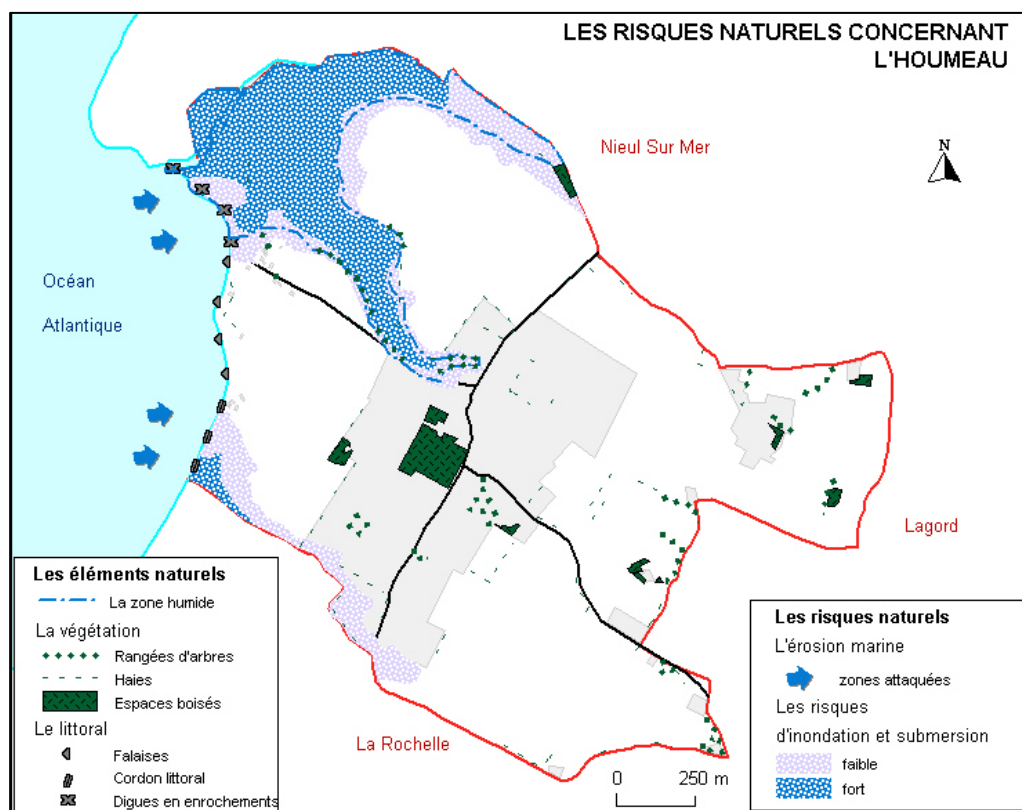 LES RISQUES NATURELS CONCERNANT
L'HOUMEAU
Nieul Sur Mer
N
Océan
Atlantique
Lagord
La Rochelle
0 250 m
Les éléments naturels
La zone humide
La végétation
Rangées d'arbres
Haies
Espaces boisés
Le littoral
Falaises
Cordon littoral
Digues en enrochements
Les risques naturels
L'érosion marine
zones attaquées
Les risques
d'inondation et submersion
faible
fort